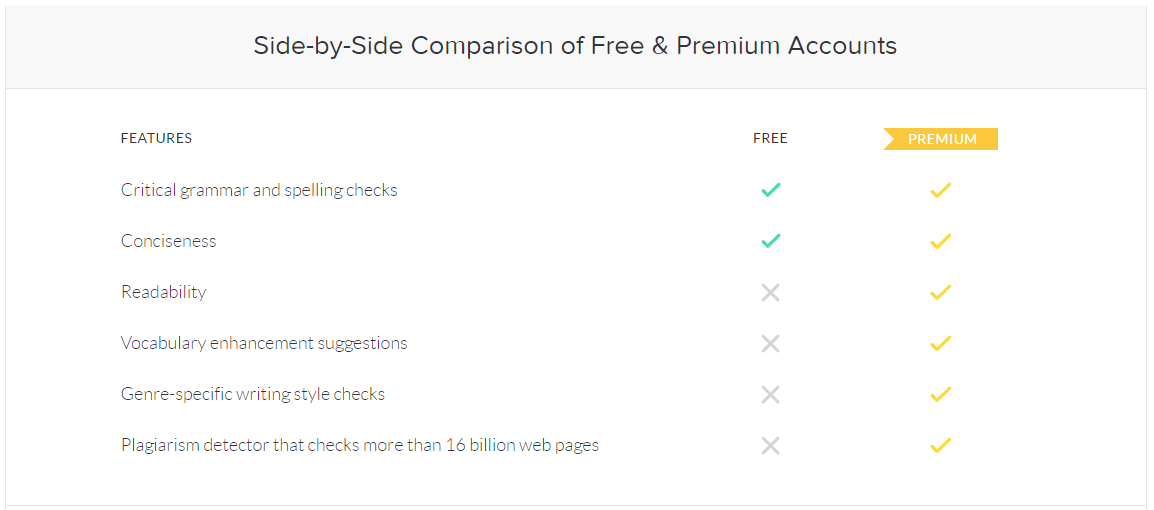 Side-by-Side Comparison of Free & Premium Accounts
FEATURES FREE PREMIUM
Critical grammar and spelling checks
Conciseness
Readability
Vocabulary enhancement suggestions
Genre-specific writing style checks
Plagiarism detector that checks more than 16 billion web pages